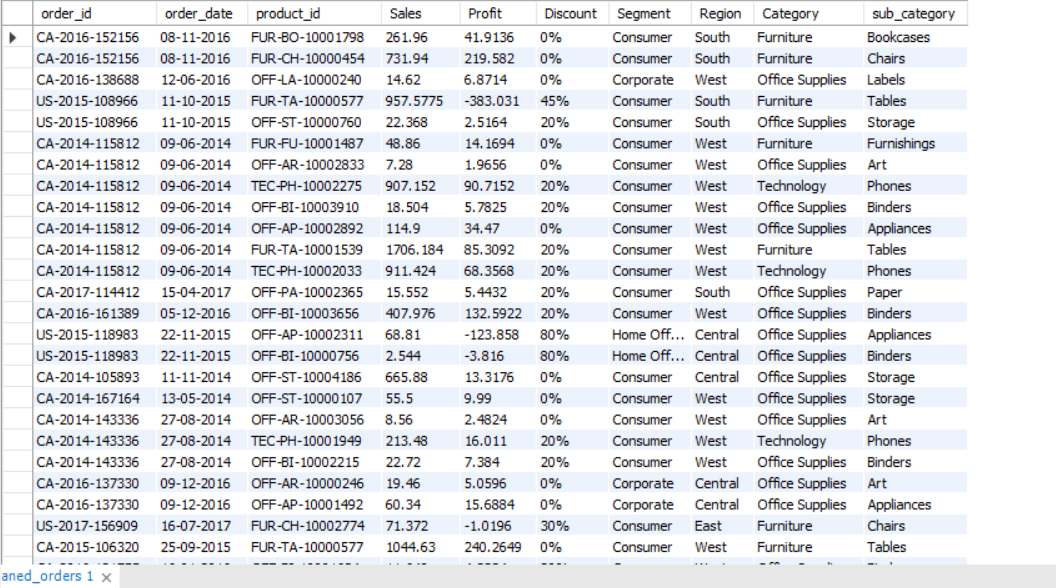 order_id order_date product_id Sales Profit Discount Segment Region Category sub_category
CA-2016-152156 08-11-2016 FUR-BO-10001798 261.96 41.9136 0% Consumer South Furniture Bookcases
CA-2016-152156 08-11-2016 FUR-CH-10000454 731.94 219.582 0% Consumer South Furniture Chairs
CA-2016-138688 12-06-2016 OFF-LA-10000240 14.62 6.8714 0% Corporate West Office Supplies Labels
US-2015-108966 11-10-2015 FUR-TA-10000577 957.5775 -383.031 45% Consumer South Furniture Tables
US-2015-108966 11-10-2015 OFF-ST-10000760 22.368 2.5164 20% Consumer South Office Supplies Storage
CA-2014-115812 09-06-2014 FUR-FU-10001487 48.86 14.1694 0% Consumer West Furniture Furnishings
CA-2014-115812 09-06-2014 OFF-AR-10002833 7.28 1.9656 0% Consumer West Office Supplies Art
CA-2014-115812 09-06-2014 TEC-PH-10002275 907.152 90.7152 20% Consumer West Technology Phones
CA-2014-115812 09-06-2014 OFF-BI-10003910 18.504 5.7825 20% Consumer West Office Supplies Binders
CA-2014-115812 09-06-2014 OFF-AP-10002892 114.9 34.47 0% Consumer West Office Supplies Appliances
CA-2014-115812 09-06-2014 FUR-TA-10001539 1706.184 85.3092 20% Consumer West Furniture Tables
CA-2014-115812 09-06-2014 TEC-PH-10002033 911.424 68.3568 20% Consumer West Technology Phones
CA-2017-114412 15-04-2017 OFF-PA-10002365 15.552 5.4432 20% Consumer South Office Supplies Paper
CA-2016-161389 05-12-2016 OFF-BI-10003656 407.976 132.5922 20% Consumer West Office Supplies Binders
US-2015-118983 22-11-2015 OFF-AP-10002311 68.81 -123.858 80% Home Off... Central Office Supplies Appliances
US-2015-118983 22-11-2015 OFF-BI-10000756 2.544 -3.816 80% Home Off... Central Office Supplies Binders
CA-2014-105893 11-11-2014 OFF-ST-10004186 665.88 13.3176 0% Consumer Central Office Supplies Storage
CA-2014-167164 13-05-2014 OFF-ST-10000107 55.5 9.99 0% Consumer West Office Supplies Storage
CA-2014-143336 27-08-2014 OFF-AR-10003056 8.56 2.4824 0% Consumer West Office Supplies Art
CA-2014-143336 27-08-2014 TEC-PH-10001949 213.48 16.011 20% Consumer West Technology Phones
CA-2014-143336 27-08-2014 OFF-BI-10002215 22.72 7.384 20% Consumer West Office Supplies Binders
CA-2016-137330 09-12-2016 OFF-AR-10000246 19.46 5.0596 0% Corporate Central Office Supplies Art
CA-2016-137330 09-12-2016 OFF-AP-10001492 60.34 15.6884 0% Corporate Central Office Supplies Appliances
US-2017-156909 16-07-2017 FUR-CH-10002774 71.372 -1.0196 30% Consumer East Furniture Chairs
CA-2015-106320 25-09-2015 FUR-TA-10000577 1044.63 240.2649 0% Consumer West Furniture Tables
aned_orders 1